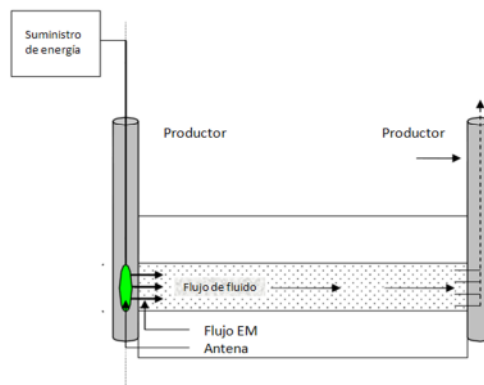 Suministro
de energía
Productor
Productor
Flujo de fluido
Flujo EM
Antena